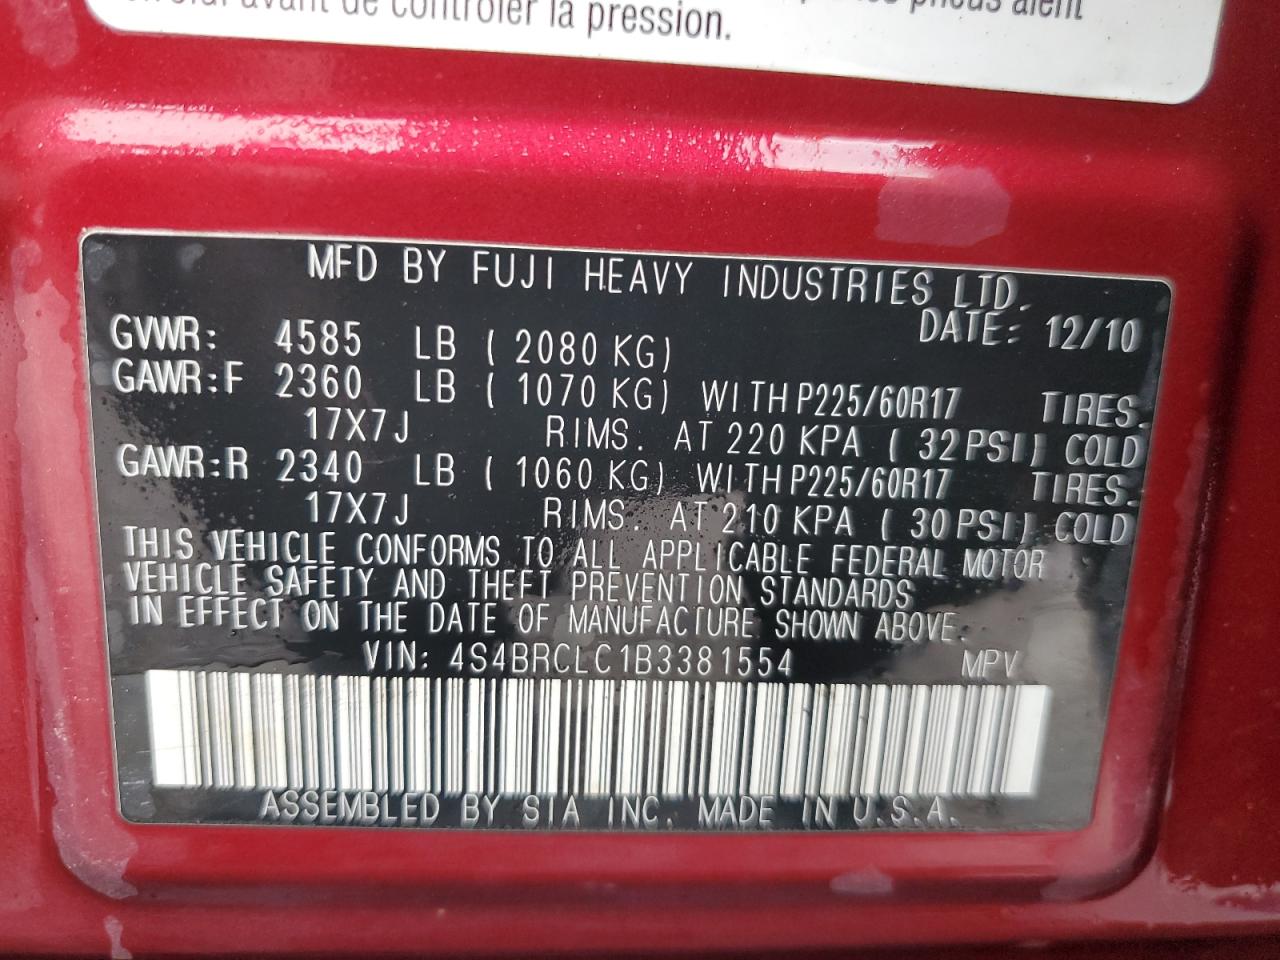 avant de contrôler la pression.
pneus aient
MFD BY FUJI HEAVY INDUSTRIES LTD.
DATE: 12/10
GVWR: 4585 LB ( 2080 KG)
GAWR:F 2360 LB ( 1070 KG) WITH P225/60R17 TIRES.
17X7J RIMS. AT 220 KPA ( 32 PSI) COLD
GAWR:R 2340 LB ( 1060 KG) WITH P225/60R17 TIRES.
17X7J RIMS. AT 210 KPA ( 30 PSI) COLD
THIS VEHICLE CONFORMS TO ALL APPLICABLE FEDERAL MOTOR
VEHICLE SAFETY AND THEFT PREVENTION STANDARDS
IN EFFECT ON THE DATE OF MANUFACTURE SHOWN ABOVE.
VIN: 4S4BRCLC1B3381554 MPV
ASSEMBLED BY SIA INC. MADE IN U.S.A.